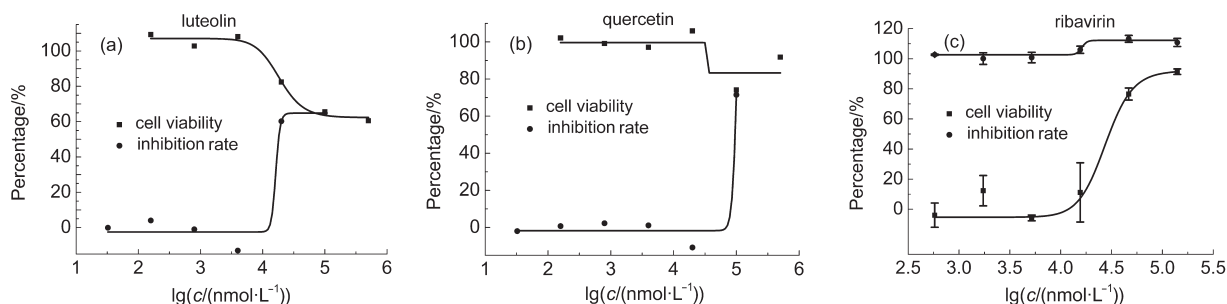 luteolin
(a)
100
80
60
40
20
0
Percentage/%
cell viability
inhibition rate
1 2 3 4 5 6
lg(c/(nmol·L⁻¹))
quercetin
(b)
100
80
60
40
20
0
Percentage/%
cell viability
inhibition rate
1 2 3 4 5 6
lg(c/(nmol·L⁻¹))
ribavirin
(c)
120
100
80
60
40
20
0
Percentage/%
cell viability
inhibition rate
2.5 3.0 3.5 4.0 4.5 5.0 5.5
lg(c/(nmol·L⁻¹))